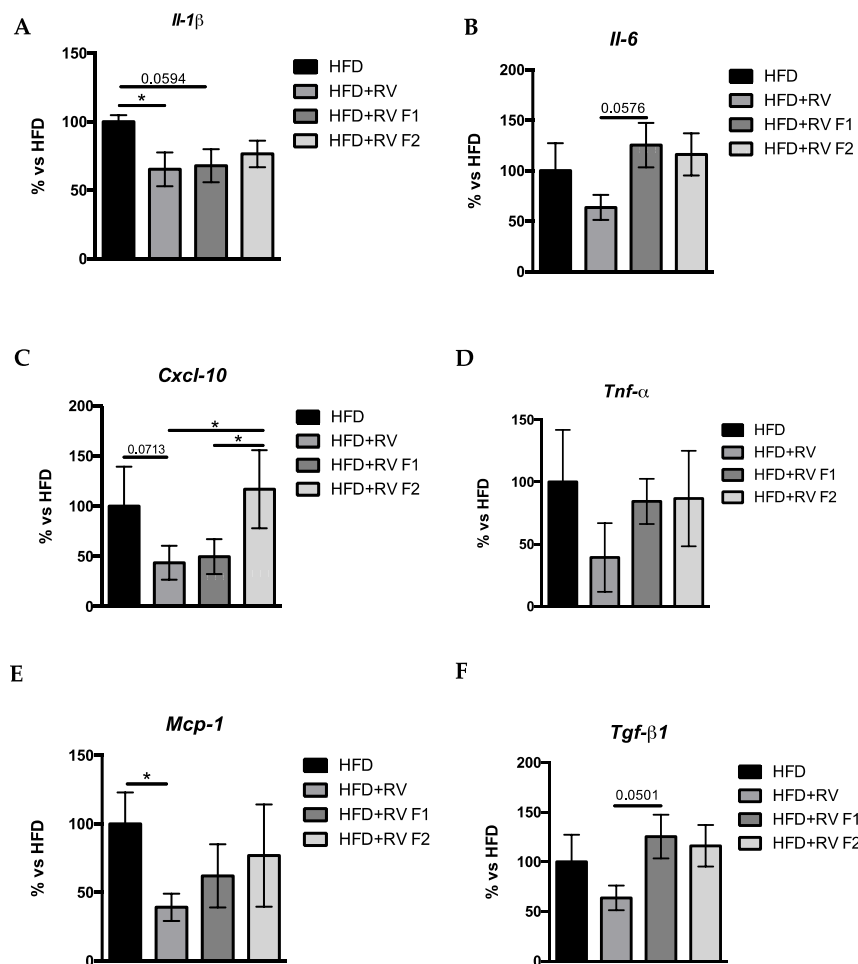 A
Il-1β
150
100
50
0
% vs HFD
0.0594
*
HFD
HFD+RV
HFD+RV F1
HFD+RV F2
B
Il-6
200
150
100
50
0
% vs HFD
0.0576
HFD
HFD+RV
HFD+RV F1
HFD+RV F2
C
Cxcl-10
200
150
100
50
0
% vs HFD
*
0.0713
*
HFD
HFD+RV
HFD+RV F1
HFD+RV F2
D
Tnf-α
150
100
50
0
% vs HFD
HFD
HFD+RV
HFD+RV F1
HFD+RV F2
E
Mcp-1
150
100
50
0
% vs HFD
*
HFD
HFD+RV
HFD+RV F1
HFD+RV F2
F
Tgf-β1
200
150
100
50
0
% vs HFD
0.0501
HFD
HFD+RV
HFD+RV F1
HFD+RV F2